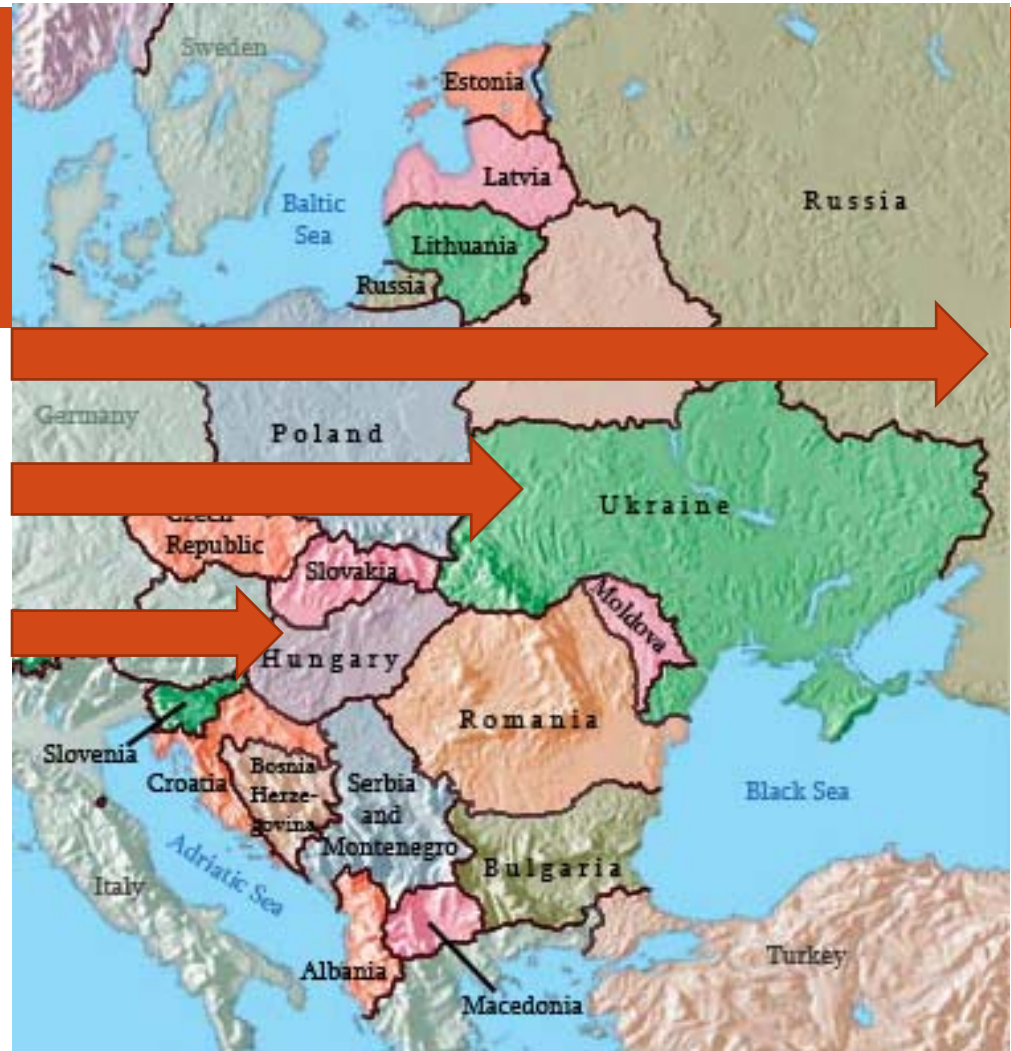 Sweden
Estonia
Latvia
Russia
Baltic
Sea
Lithuania
Russia
Germany
Poland
Ukraine
Czech
Republic
Slovakia
Moldova
Hungary
Romania
Slovenia
Croatia
Bosnia
Herze-
govina
Serbia
and
Montenegro
Black Sea
Adriatic Sea
Bulgaria
Italy
Albania
Turkey
Macedonia